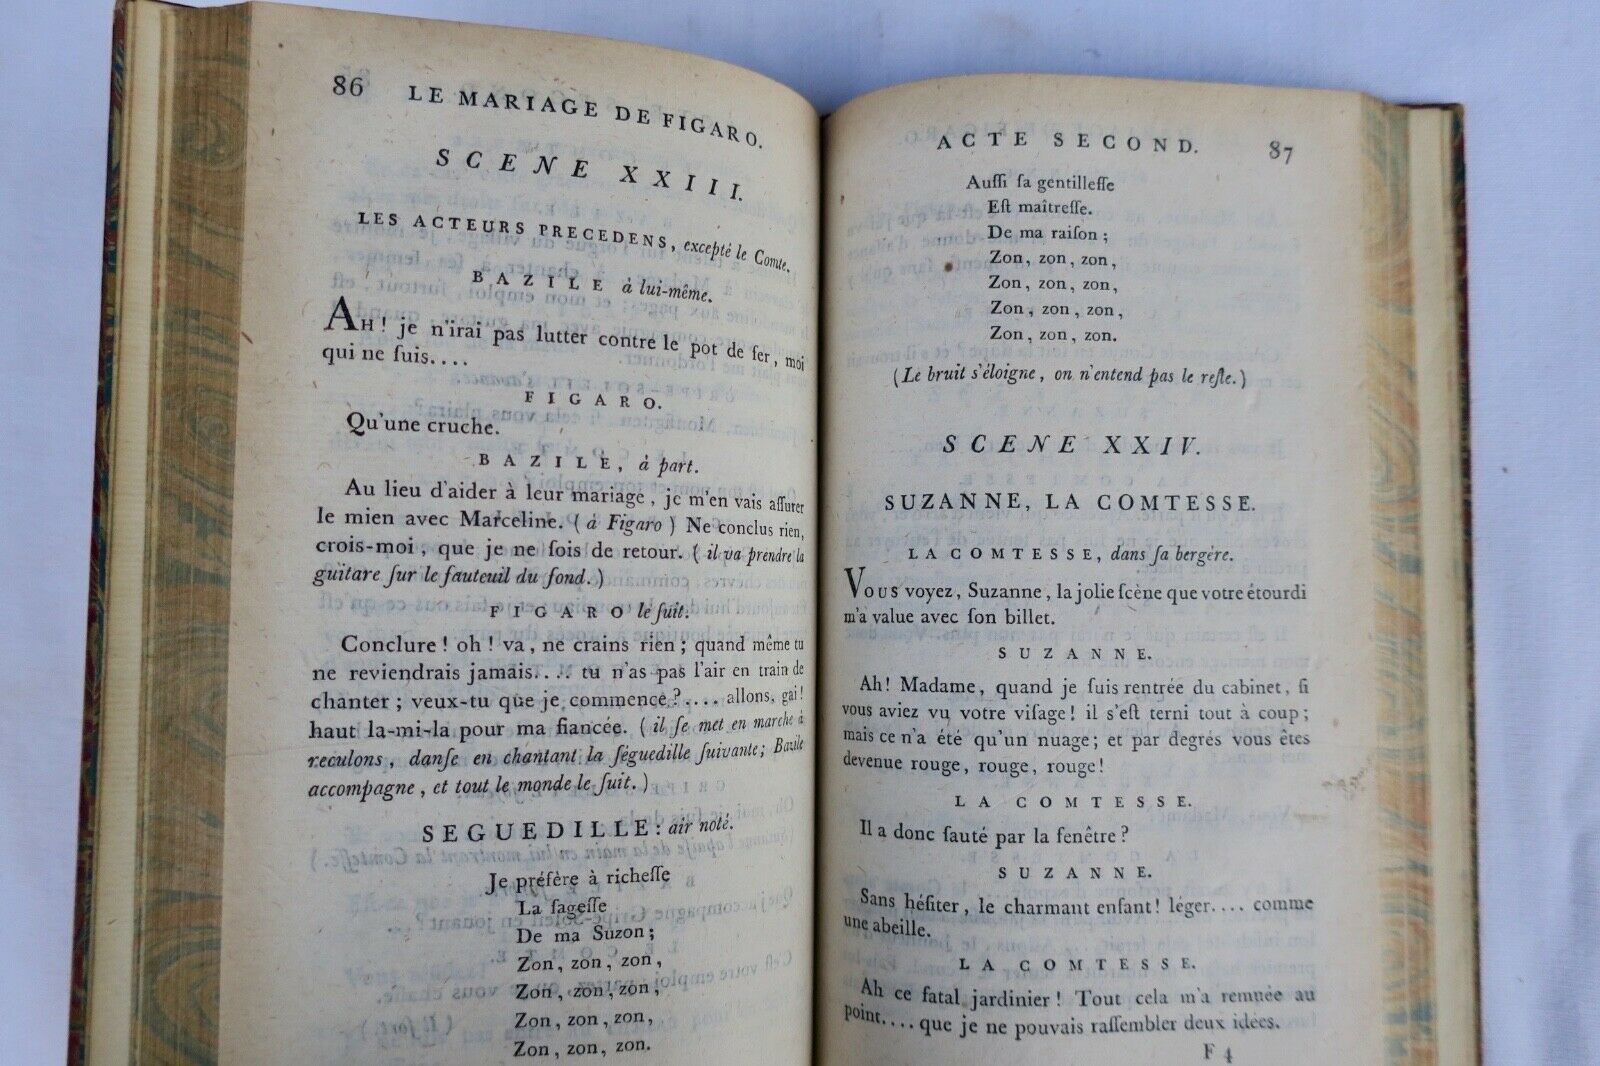 86 LE MARIAGE DE FIGARO.
SCENE XXIII.
LES ACTEURS PRECEDENS, excepté le Comte.
BAZILE à lui-même.
AH! je n'irai pas lutter contre le pot de fer, moi
qui ne ſuis....
FIGARO.
Qu'une cruche.
BAZILE, à part.
Au lieu d'aider à leur mariage, je m'en vais aſſurer
le mien avec Marceline. (à Figaro) Ne conclus rien,
crois-moi, que je ne ſois de retour. (il va prendre la
guitare ſur le fauteuil du fond.)
FIGARO le ſuit.
Conclure! oh! va, ne crains rien; quand même tu
ne reviendrais jamais.... tu n'as pas l'air en train de
chanter; veux-tu que je commence?.... allons, gai!
haut la-mi-la pour ma fiancée. (il ſe met en marche à
reculons, danſe en chantant la ſéguedille ſuivante; Bazile
accompagne, et tout le monde le ſuit.)
SEGUEDILLE: air noté.
Je préfère à richeſſe
La ſageſſe
De ma Suzon;
Zon, zon, zon,
Zon, zon, zon,
Zon, zon, zon,
Zon, zon, zon.
ACTE SECOND. 87
Auſſi ſa gentilleſſe
Eſt maîtreſſe.
De ma raiſon;
Zon, zon, zon,
Zon, zon, zon,
Zon, zon, zon,
Zon, zon, zon.
(Le bruit s'éloigne, on n'entend pas le reſte.)
SCENE XXIV.
SUZANNE, LA COMTESSE.
LA COMTESSE, dans ſa bergère.
VOUS voyez, Suzanne, la jolie ſcène que votre étourdi
m'a value avec ſon billet.
SUZANNE.
Ah! Madame, quand je ſuis rentrée du cabinet, ſi
vous aviez vu votre viſage! il s'eſt terni tout à coup;
mais ce n'a été qu'un nuage; et par degrés vous êtes
devenue rouge, rouge, rouge!
LA COMTESSE.
Il a donc ſauté par la fenêtre?
SUZANNE.
Sans héſiter, le charmant enfant! léger.... comme
une abeille.
LA COMTESSE.
Ah ce fatal jardinier! Tout cela m'a remuée au
point.... que je ne pouvais raſſembler deux idées.
F 4